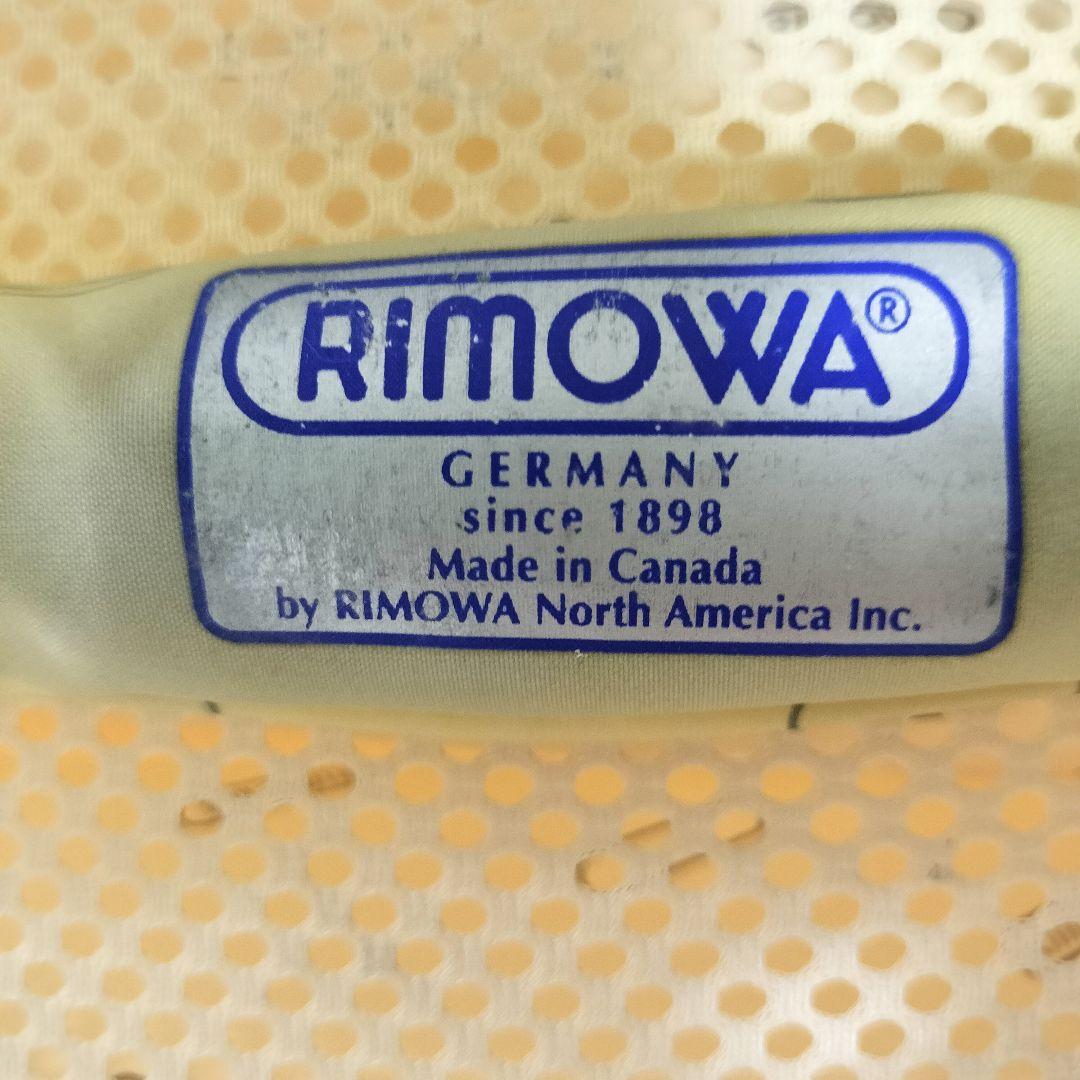 RIMOWA®
GERMANY
since 1898
Made in Canada
by RIMOWA North America Inc.